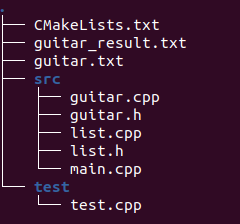 .
├── CMakeLists.txt
├── guitar_result.txt
├── guitar.txt
├── src
│   ├── guitar.cpp
│   ├── guitar.h
│   ├── list.cpp
│   ├── list.h
│   └── main.cpp
└── test
    └── test.cpp